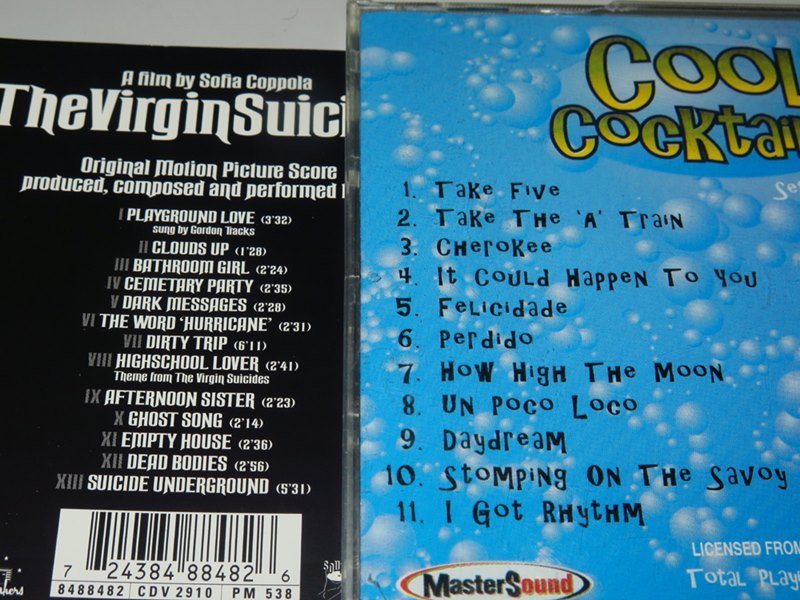 A film by Sofia Coppola
The Virgin Suici
Original Motion Picture Score
produced, composed and performed
I PLAYGROUND LOVE (3'32)
sung by Gordon Tracks
II CLOUDS UP (1'28)
III BATHROOM GIRL (2'24)
IV CEMETARY PARTY (2'35)
V DARK MESSAGES (2'28)
VI THE WORD 'HURRICANE' (2'31)
VII DIRTY TRIP (6'11)
VIII HIGHSCHOOL LOVER (2'41)
Theme from The Virgin Suicides
IX AFTERNOON SISTER (2'23)
X GHOST SONG (2'14)
XI EMPTY HOUSE (2'36)
XII DEAD BODIES (2'56)
XIII SUICIDE UNDERGROUND (5'31)
7 24384 88482 6
8488482 CDV 2910 PM 538
COOL
COCKTAI
1. Take Five
2. Take The 'A' Train
3. Cherokee
4. It Could Happen To You
5. Felicidade
6. Perdido
7. How High The Moon
8. Un Poco Loco
9. Daydream
10. Stomping On The Savoy
11. I Got Rhythm
LICENSED FROM
MasterSound
Total Play